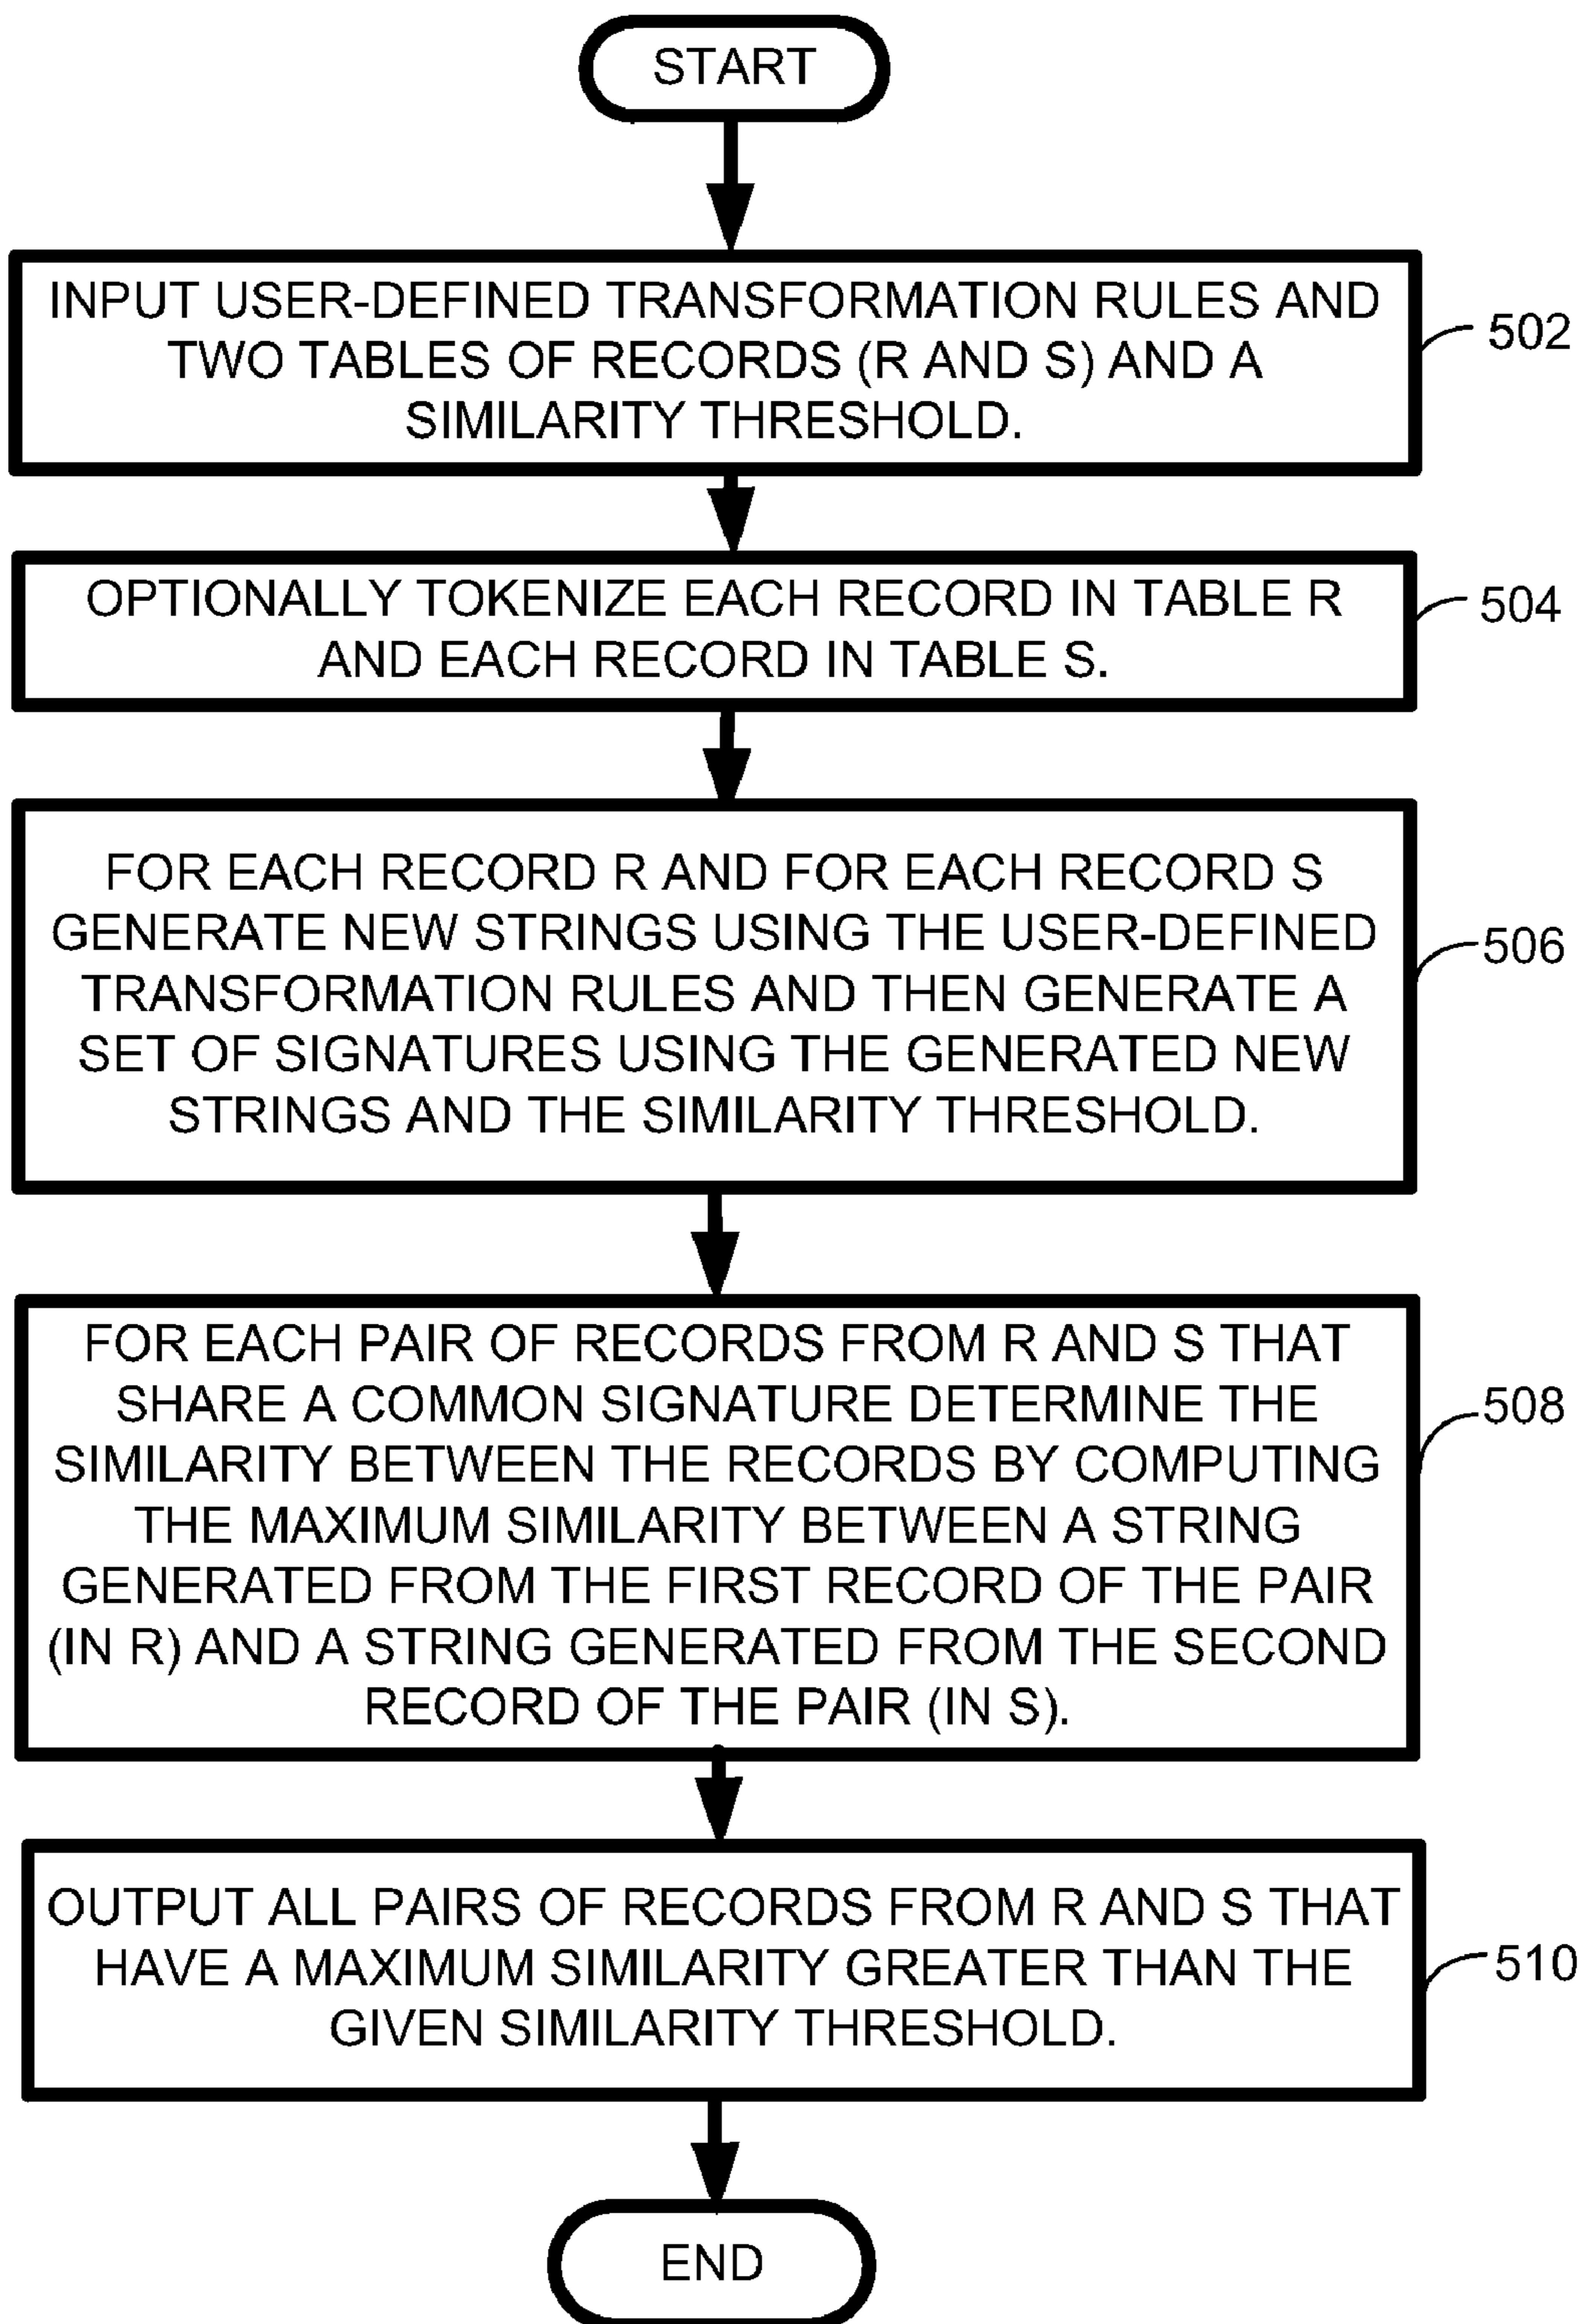 START
INPUT USER-DEFINED TRANSFORMATION RULES AND
TWO TABLES OF RECORDS (R AND S) AND A
SIMILARITY THRESHOLD.
502
OPTIONALLY TOKENIZE EACH RECORD IN TABLE R
AND EACH RECORD IN TABLE S.
504
FOR EACH RECORD R AND FOR EACH RECORD S
GENERATE NEW STRINGS USING THE USER-DEFINED
TRANSFORMATION RULES AND THEN GENERATE A
SET OF SIGNATURES USING THE GENERATED NEW
STRINGS AND THE SIMILARITY THRESHOLD.
506
FOR EACH PAIR OF RECORDS FROM R AND S THAT
SHARE A COMMON SIGNATURE DETERMINE THE
SIMILARITY BETWEEN THE RECORDS BY COMPUTING
THE MAXIMUM SIMILARITY BETWEEN A STRING
GENERATED FROM THE FIRST RECORD OF THE PAIR
(IN R) AND A STRING GENERATED FROM THE SECOND
RECORD OF THE PAIR (IN S).
508
OUTPUT ALL PAIRS OF RECORDS FROM R AND S THAT
HAVE A MAXIMUM SIMILARITY GREATER THAN THE
GIVEN SIMILARITY THRESHOLD.
510
END